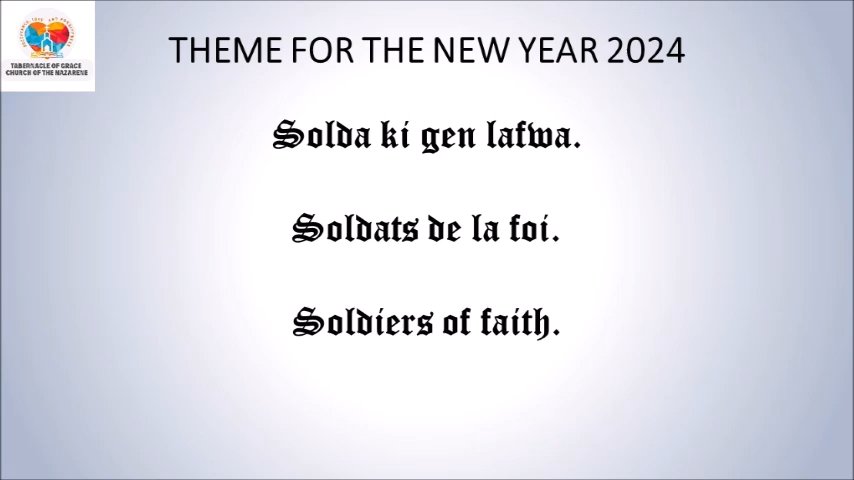 TABERNACLE OF GRACE
CHURCH OF THE NAZARENE
THEME FOR THE NEW YEAR 2024
Solda ki gen lafwa.
Soldats de la foi.
Soldiers of faith.